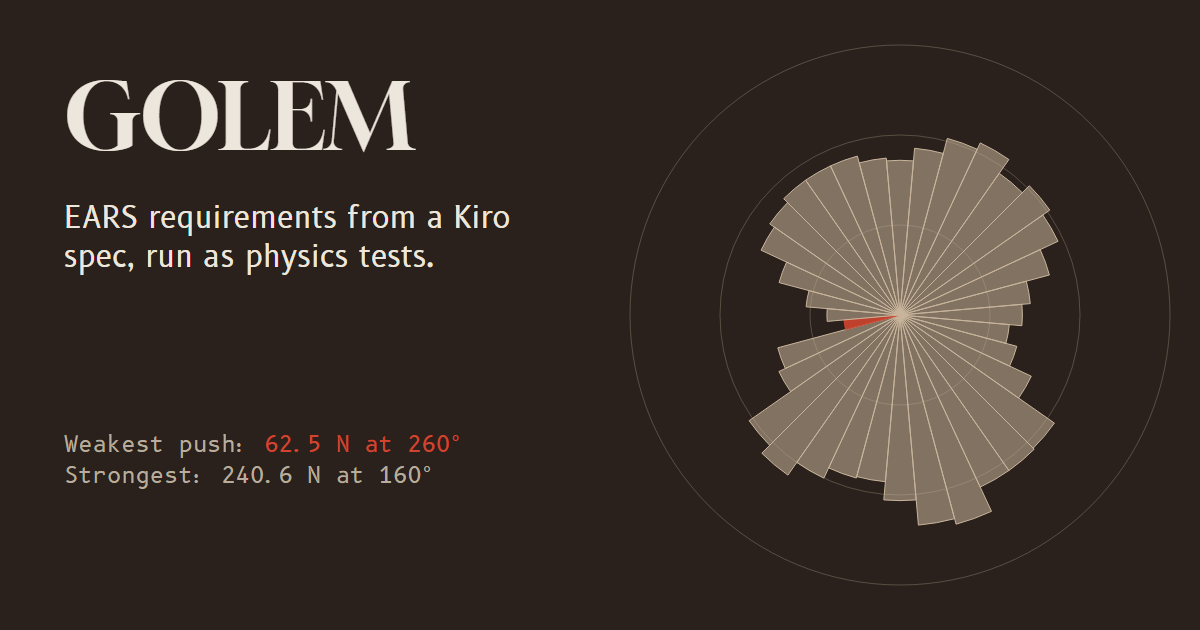 GOLEM
EARS requirements from a Kiro
spec, run as physics tests.
Weakest push: 62.5 N at 260°
Strongest: 240.6 N at 160°